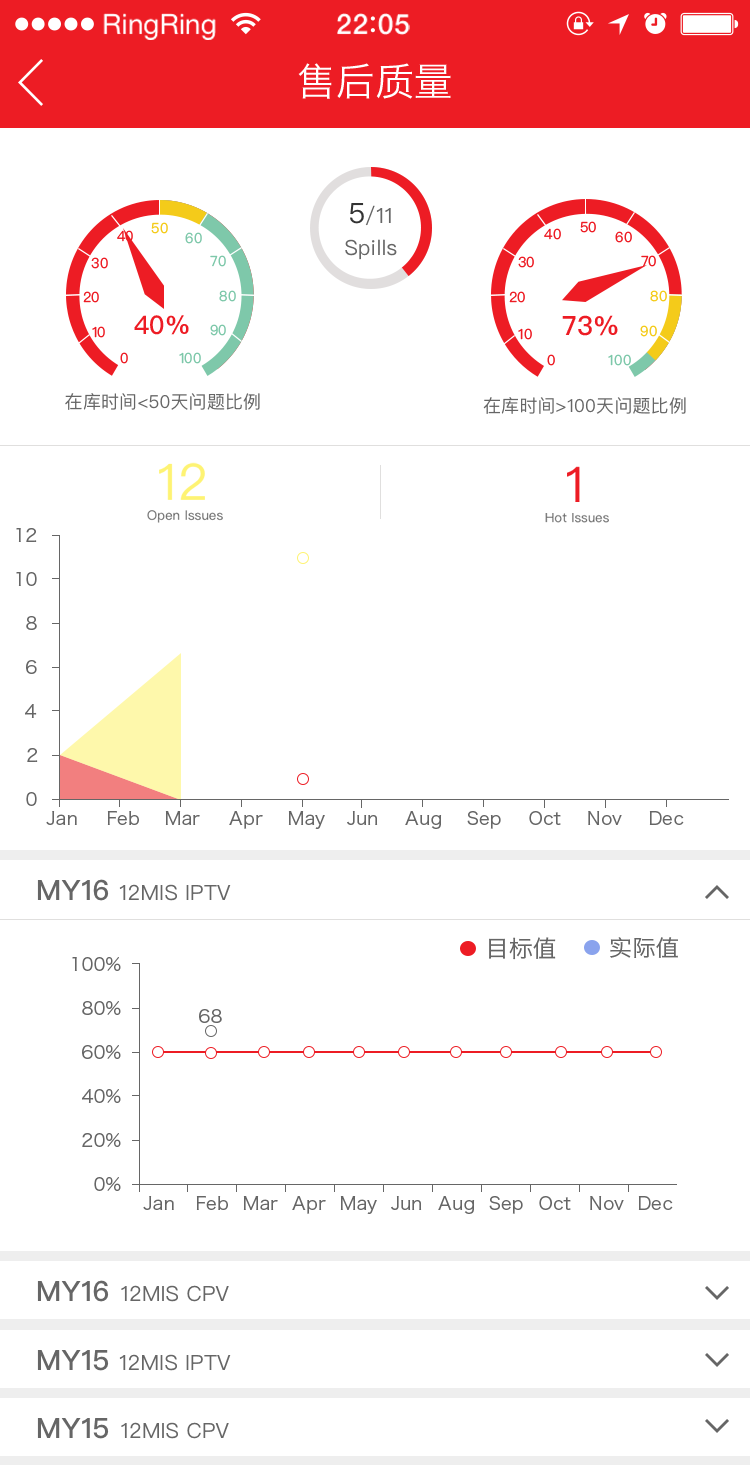 RingRing 22:05
售后质量
0 10 20 30 40 50 60 70 80 90 100
40%
在库时间<50天问题比例
5/11
Spills
0 10 20 30 40 50 60 70 80 90 100
73%
在库时间>100天问题比例
12
Open Issues
1
Hot Issues
12
10
8
6
4
2
0
Jan Feb Mar Apr May Jun Aug Sep Oct Nov Dec
MY16 12MIS IPTV
目标值 实际值
100%
80%
60%
40%
20%
0%
68
Jan Feb Mar Apr May Jun Aug Sep Oct Nov Dec
MY16 12MIS CPV
MY15 12MIS IPTV
MY15 12MIS CPV